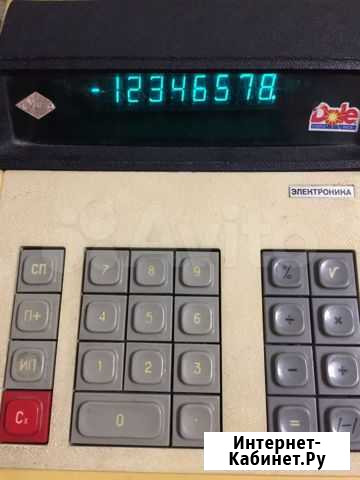 -12346578.
Dole
ЭЛЕКТРОНИКА
Avito
СП 7 8 9 % √
П+ 4 5 6 ÷ ×
ИП 1 2 3 - +
Cx 0 . = /-/
Интернет-
Кабинет.Ру